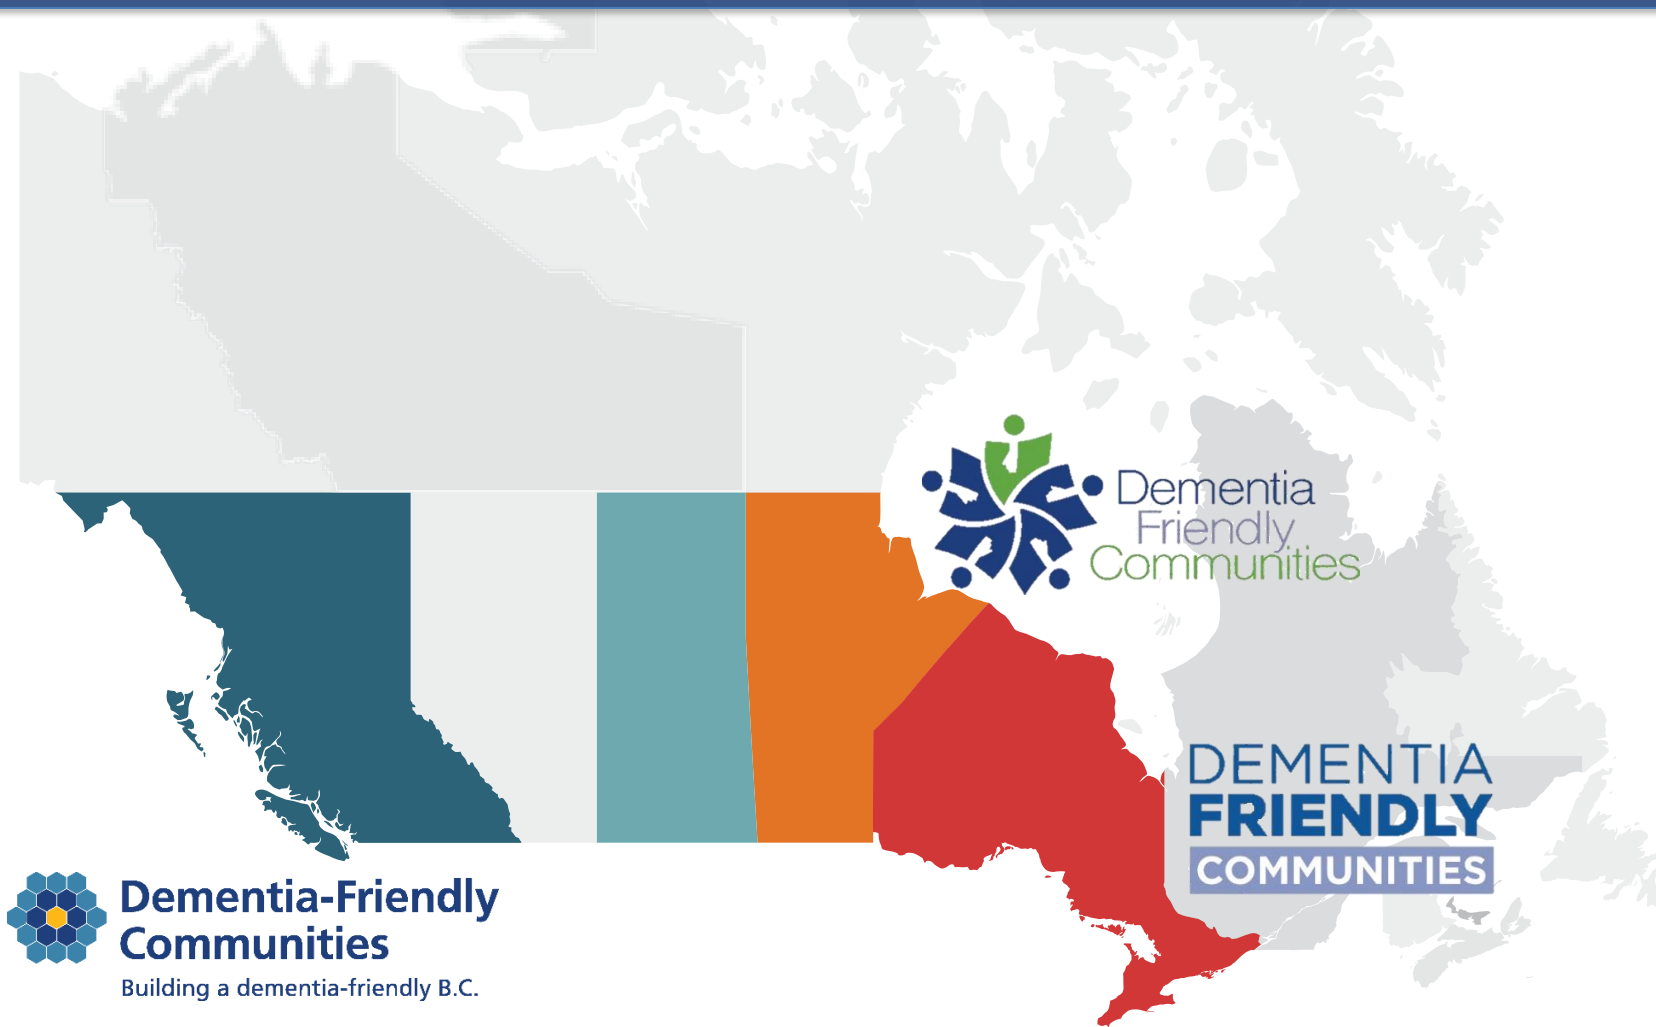 Dementia
Friendly
Communities
DEMENTIA
FRIENDLY
COMMUNITIES
Dementia-Friendly
Communities
Building a dementia-friendly B.C.